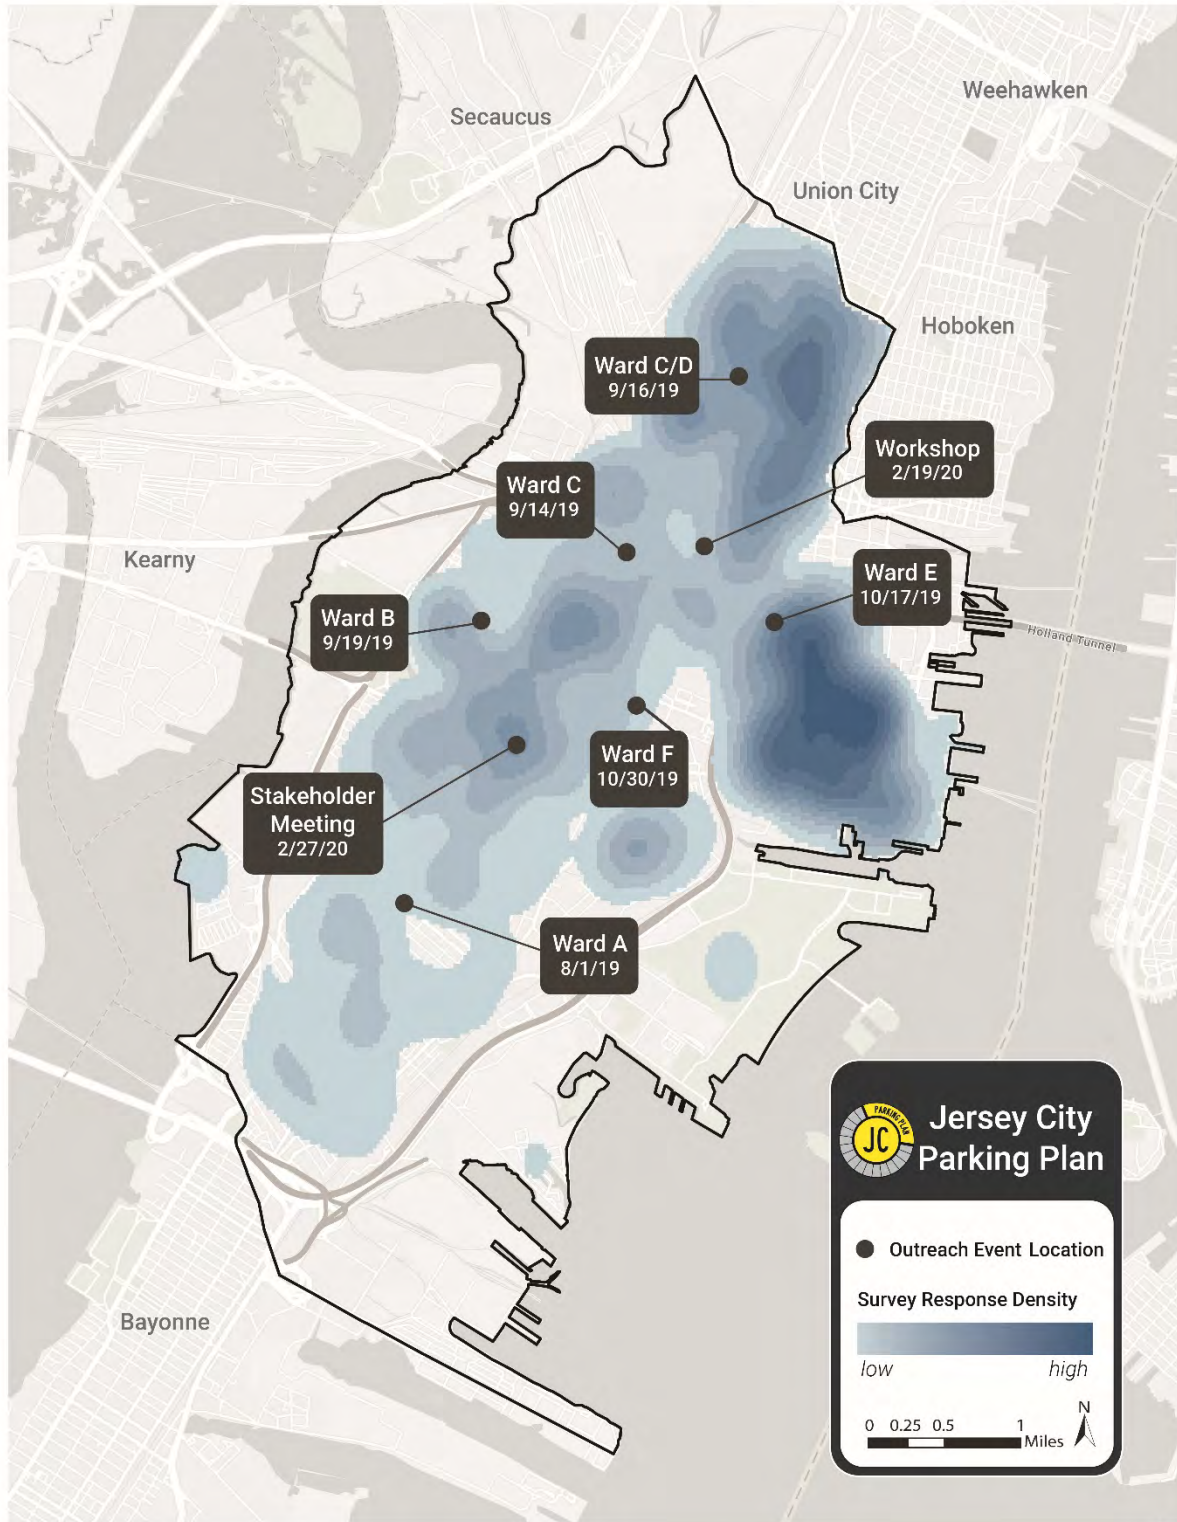 Weehawken
Secaucus
Union City
Hoboken
Ward C/D
9/16/19
Workshop
2/19/20
Ward C
9/14/19
Kearny
Ward E
10/17/19
Ward B
9/19/19
Holland Tunnel
Ward F
10/30/19
Stakeholder
Meeting
2/27/20
Ward A
8/1/19
PARKING PLAN
JC
Jersey City
Parking Plan
Outreach Event Location
Survey Response Density
low high
N
0 0.25 0.5 1
Miles
Bayonne